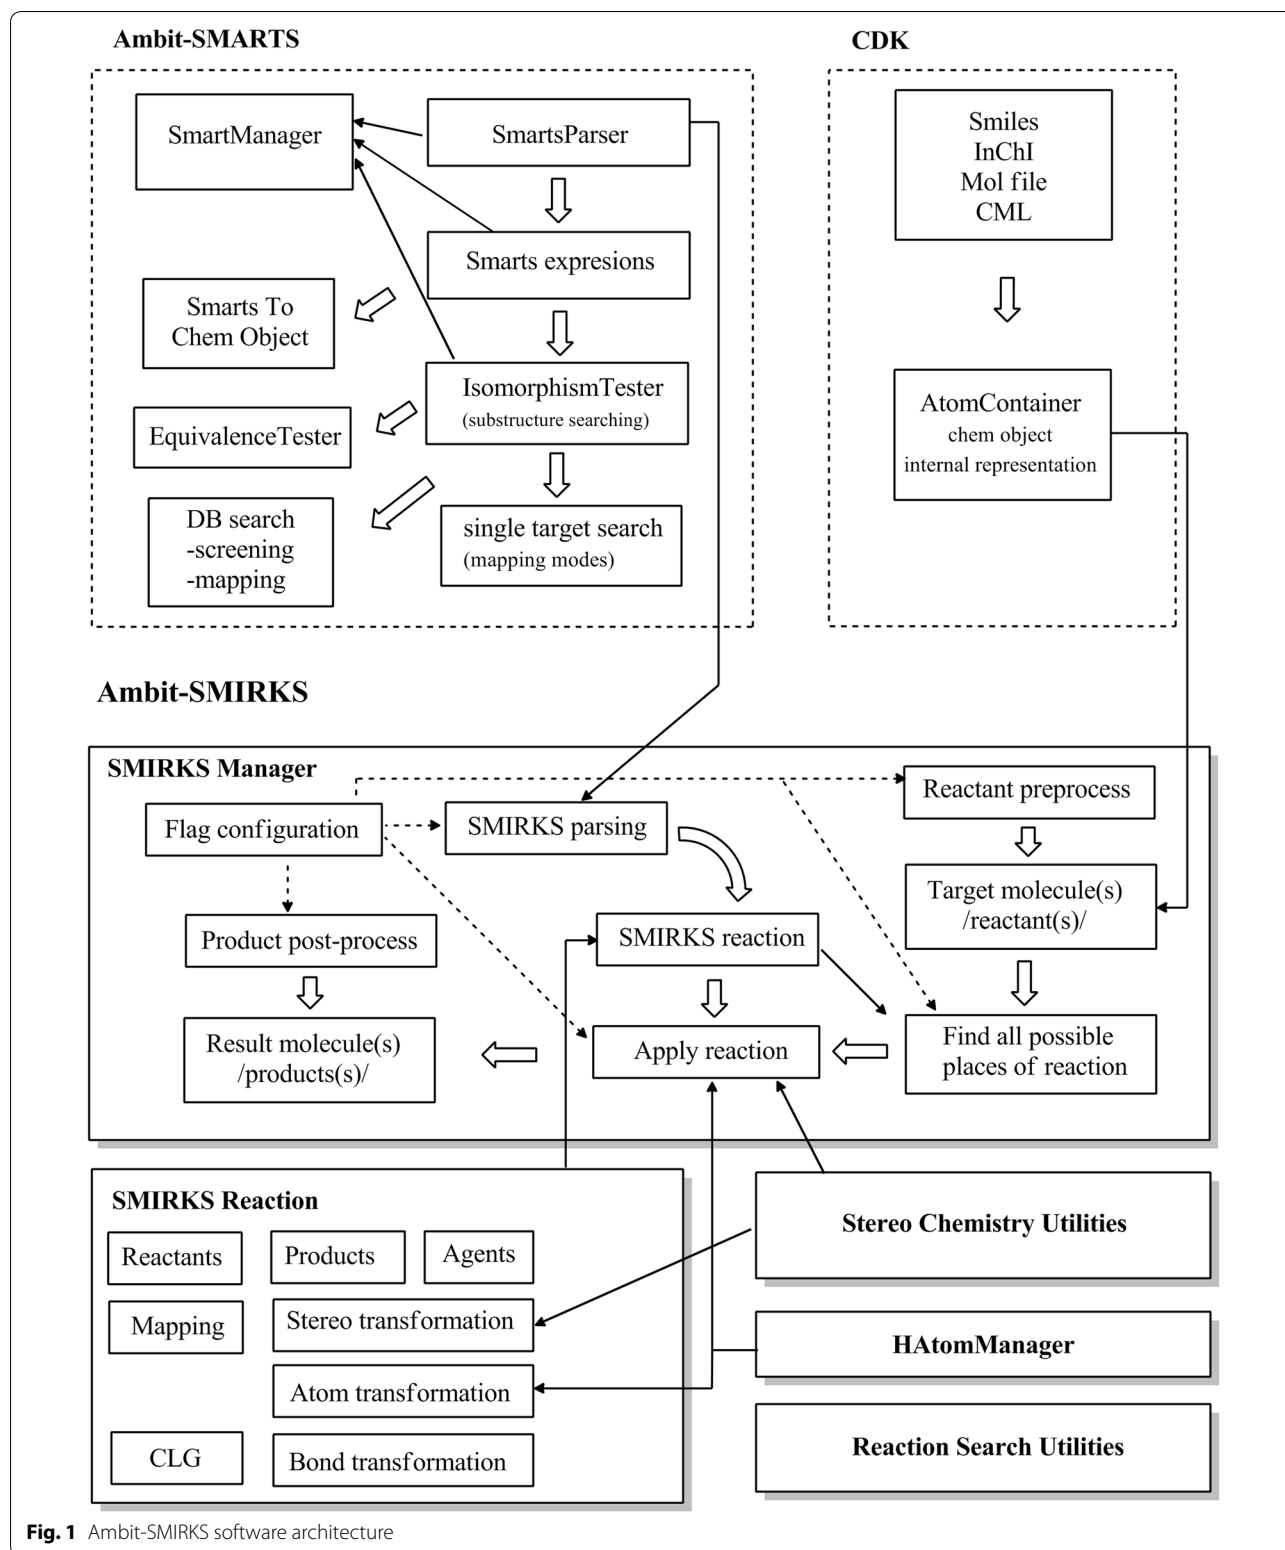 Ambit-SMARTS
CDK
SmartManager
SmartsParser
Smarts expresions
Smarts To
Chem Object
IsomorphismTester
(substructure searching)
EquivalenceTester
DB search
-screening
-mapping
single target search
(mapping modes)
Smiles
InChI
Mol file
CML
AtomContainer
chem object
internal representation
Ambit-SMIRKS
SMIRKS Manager
Flag configuration
SMIRKS parsing
Reactant preprocess
Target molecule(s)
/reactant(s)/
Product post-process
SMIRKS reaction
Result molecule(s)
/products(s)/
Apply reaction
Find all possible
places of reaction
SMIRKS Reaction
Reactants
Products
Agents
Mapping
Stereo transformation
Atom transformation
CLG
Bond transformation
Stereo Chemistry Utilities
HAtomManager
Reaction Search Utilities
Fig. 1 Ambit-SMIRKS software architecture